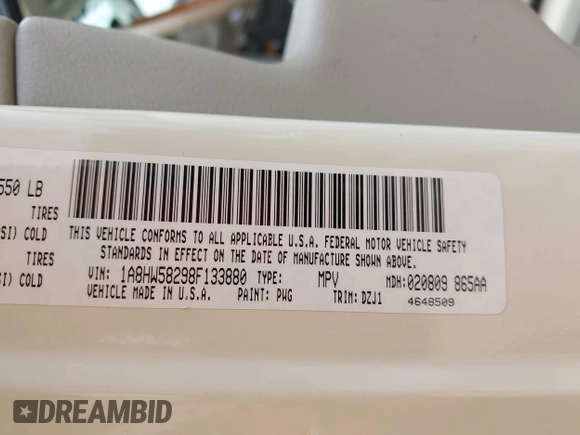 550 LB
TIRES
SI) COLD
TIRES
I) COLD
THIS VEHICLE CONFORMS TO ALL APPLICABLE U.S.A. FEDERAL MOTOR VEHICLE SAFETY
STANDARDS IN EFFECT ON THE DATE OF MANUFACTURE SHOWN ABOVE.
VIN: 1A8HW58298F133880 TYPE: MPV MDH:020809 865AA
VEHICLE MADE IN U.S.A. PAINT: PWG TRIM: DZJ1 4648509
DREAMBID